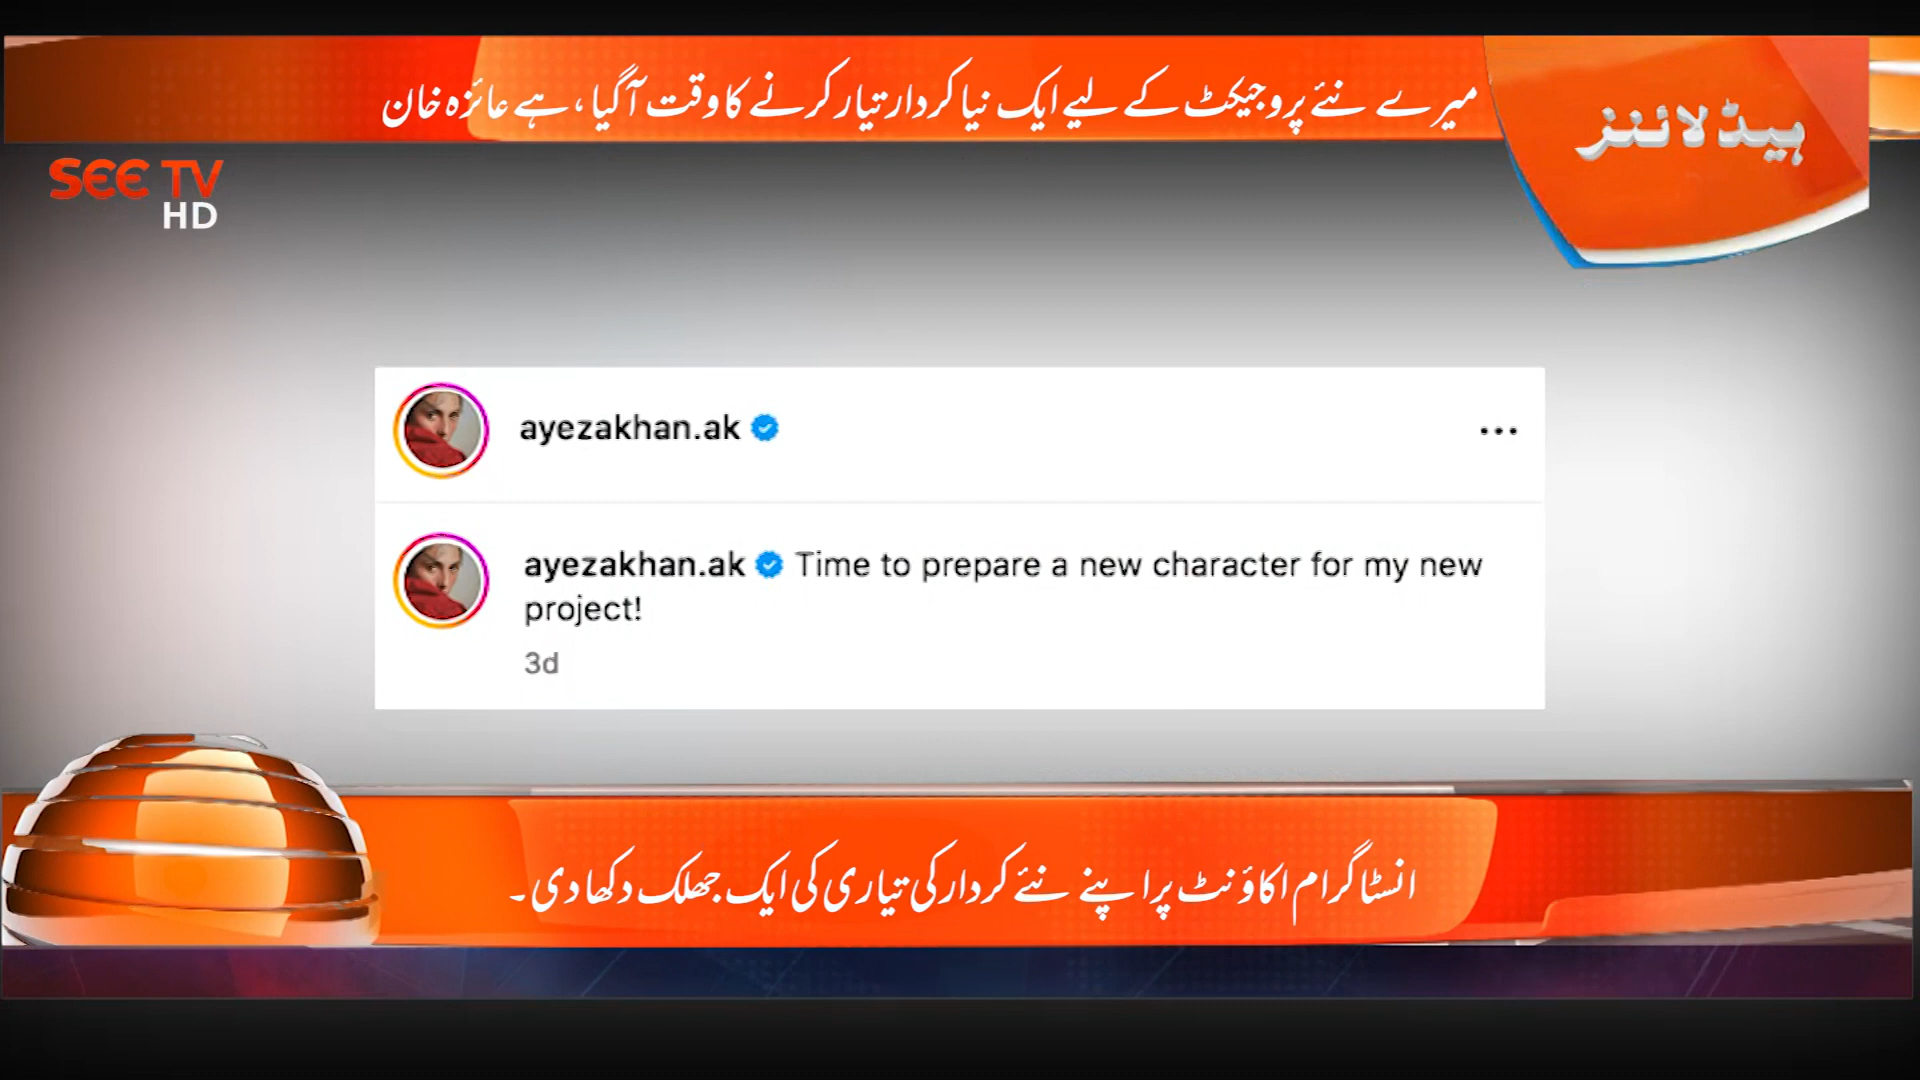 میرے نئے پروجیکٹ کے لیے ایک نیا کردار تیار کرنے کا وقت آگیا، ہے عائزہ خان
ہیڈلائنز
SEE TV
HD
ayezakhan.ak
ayezakhan.ak Time to prepare a new character for my new
project!
3d
انسٹاگرام اکاؤنٹ پر اپنے نئے کردار کی تیاری کی ایک جھلک دکھا دی۔